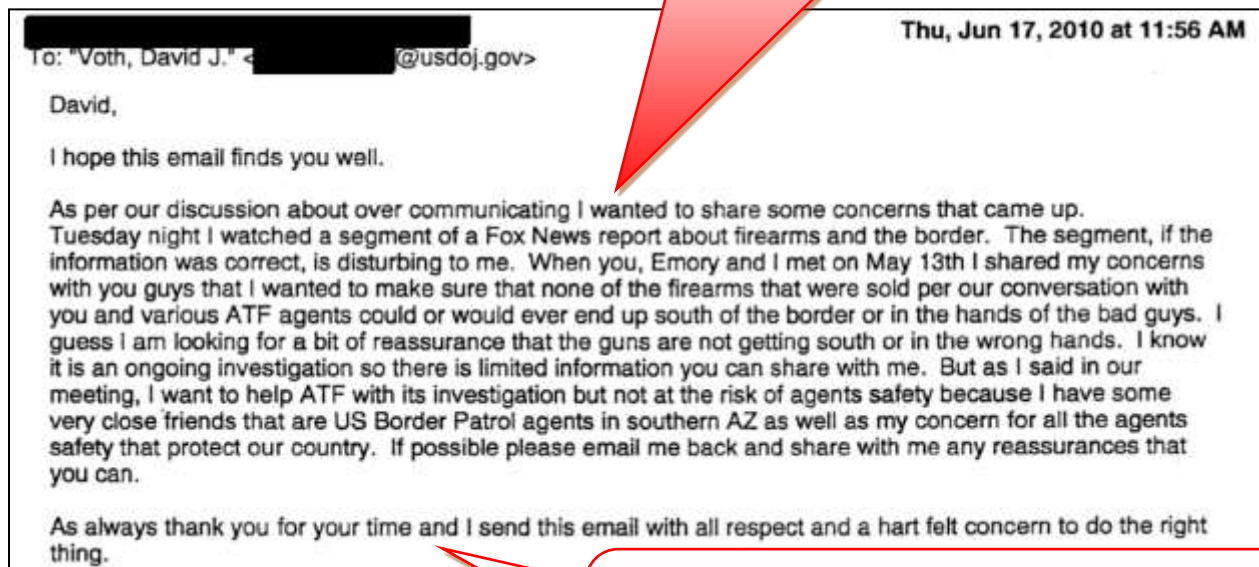 Thu, Jun 17, 2010 at 11:56 AM
To: "Voth, David J." < @usdoj.gov>
David,
I hope this email finds you well.
As per our discussion about over communicating I wanted to share some concerns that came up.
Tuesday night I watched a segment of a Fox News report about firearms and the border. The segment, if the
information was correct, is disturbing to me. When you, Emory and I met on May 13th I shared my concerns
with you guys that I wanted to make sure that none of the firearms that were sold per our conversation with
you and various ATF agents could or would ever end up south of the border or in the hands of the bad guys. I
guess I am looking for a bit of reassurance that the guns are not getting south or in the wrong hands. I know
it is an ongoing investigation so there is limited information you can share with me. But as I said in our
meeting, I want to help ATF with its investigation but not at the risk of agents safety because I have some
very close friends that are US Border Patrol agents in southern AZ as well as my concern for all the agents
safety that protect our country. If possible please email me back and share with me any reassurances that
you can.
As always thank you for your time and I send this email with all respect and a hart felt concern to do the right
thing.